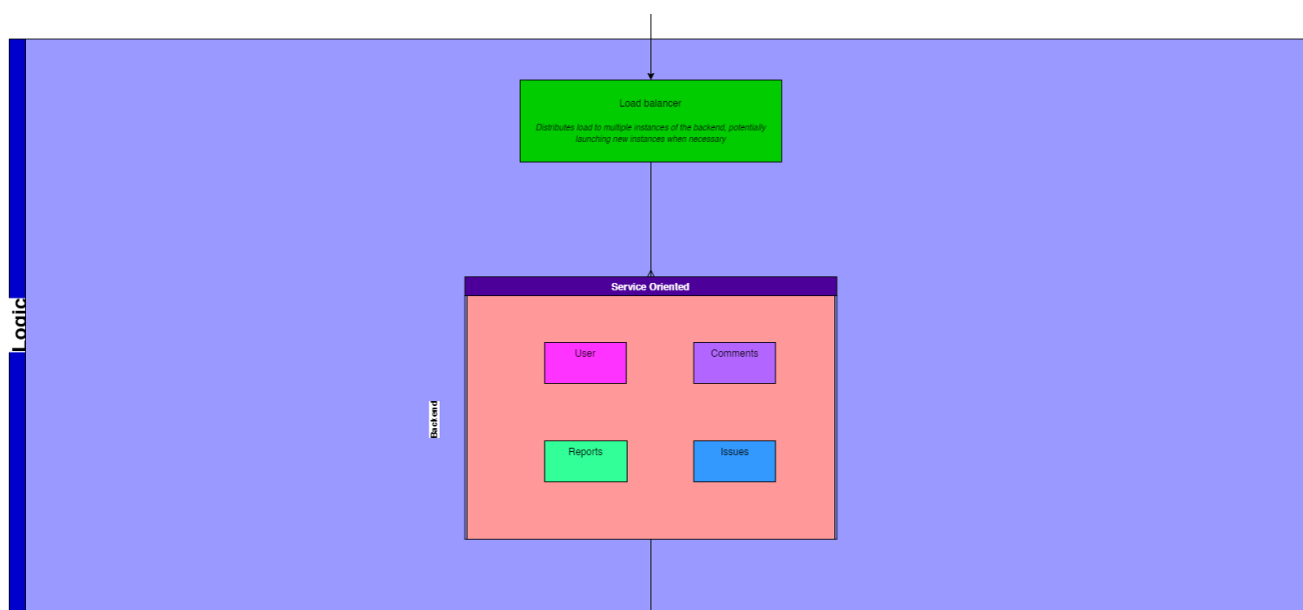 Load balancer
Distributes load to multiple instances of the backend, potentially
launching new instances when necessary
Logic
Service Oriented
User
Comments
Backend
Reports
Issues